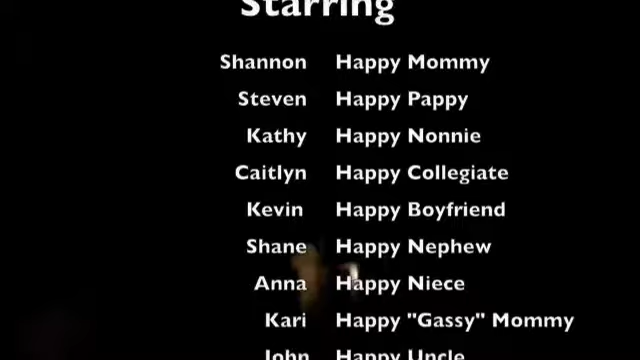 Starring
Shannon Happy Mommy
Steven Happy Pappy
Kathy Happy Nonnie
Caitlyn Happy Collegiate
Kevin Happy Boyfriend
Shane Happy Nephew
Anna Happy Niece
Kari Happy "Gassy" Mommy
John Happy Uncle